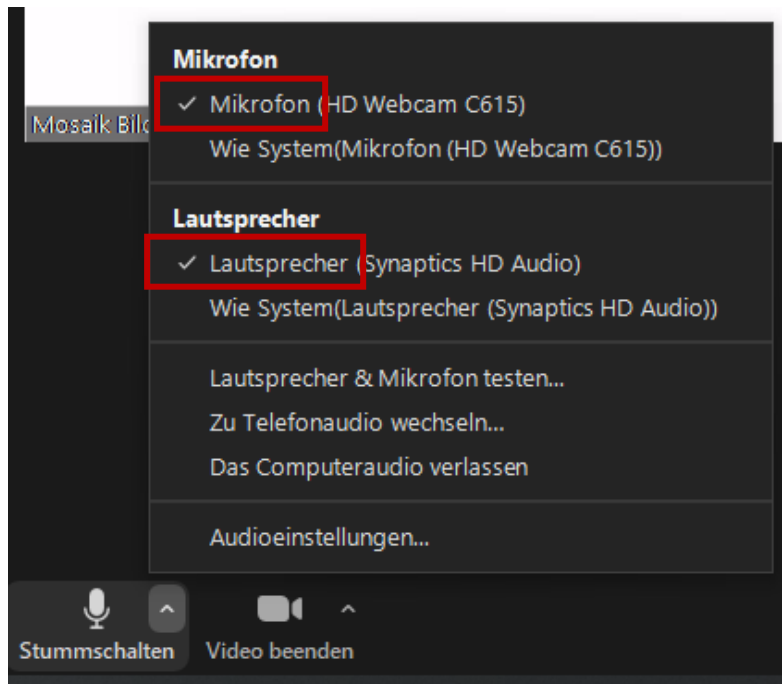 Mikrofon
Mikrofon (HD Webcam C615)
Mosaik
Wie System(Mikrofon (HD Webcam C615))
Lautsprecher
Lautsprecher (Synaptics HD Audio)
Wie System(Lautsprecher (Synaptics HD Audio))
Lautsprecher & Mikrofon testen...
Zu Telefonaudio wechseln...
Das Computeraudio verlassen
Audioeinstellungen...
Stummschalten
Video beenden